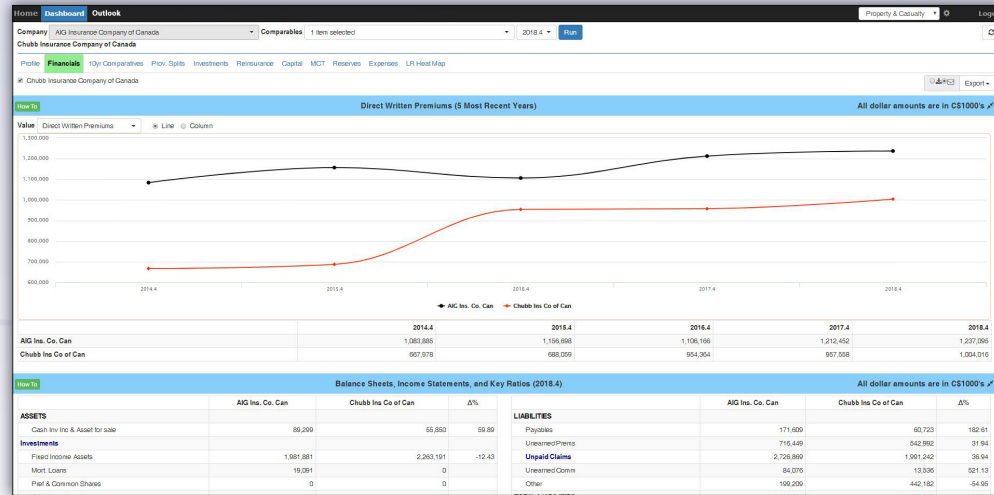 Home Dashboard Outlook Property & Casualty
Company AIG Insurance Company of Canada Comparables 1 item selected 2018.4 Run
Chubb Insurance Company of Canada
Profile Financials 10yr Comparatives Prov. Splits Investments Reinsurance Capital MCT Reserves Expenses LR Heat Map
Chubb Insurance Company of Canada Export
How To Direct Written Premiums (5 Most Recent Years) All dollar amounts are in C$1000's
Value Direct Written Premiums Line Column
1,300,000
1,200,000
1,100,000
1,000,000
900,000
800,000
700,000
600,000
2014.4 2015.4 2016.4 2017.4 2018.4
AIG Ins. Co. Can Chubb Ins Co of Can
2014.4 2015.4 2016.4 2017.4 2018.4
AIG Ins. Co. Can 1,083,885 1,156,698 1,106,166 1,212,452 1,237,095
Chubb Ins Co of Can 667,978 688,059 954,364 957,558 1,004,016
How To Balance Sheets, Income Statements, and Key Ratios (2018.4) All dollar amounts are in C$1000's
AIG Ins. Co. Can Chubb Ins Co of Can Δ% AIG Ins. Co. Can Chubb Ins Co of Can Δ%
ASSETS LIABILITIES
Cash Inv Inc & Asset for sale 89,299 55,850 59.89 Payables 171,609 60,723 182.61
Investments Unearned Prems 716,449 542,992 31.94
Fixed Income Assets 1,981,881 2,263,191 -12.43 Unpaid Claims 2,726,869 1,991,242 36.94
Mort. Loans 19,091 0 Unearned Comm 84,076 13,536 521.13
Pref & Common Shares 0 0 Other 199,209 442,182 -54.95